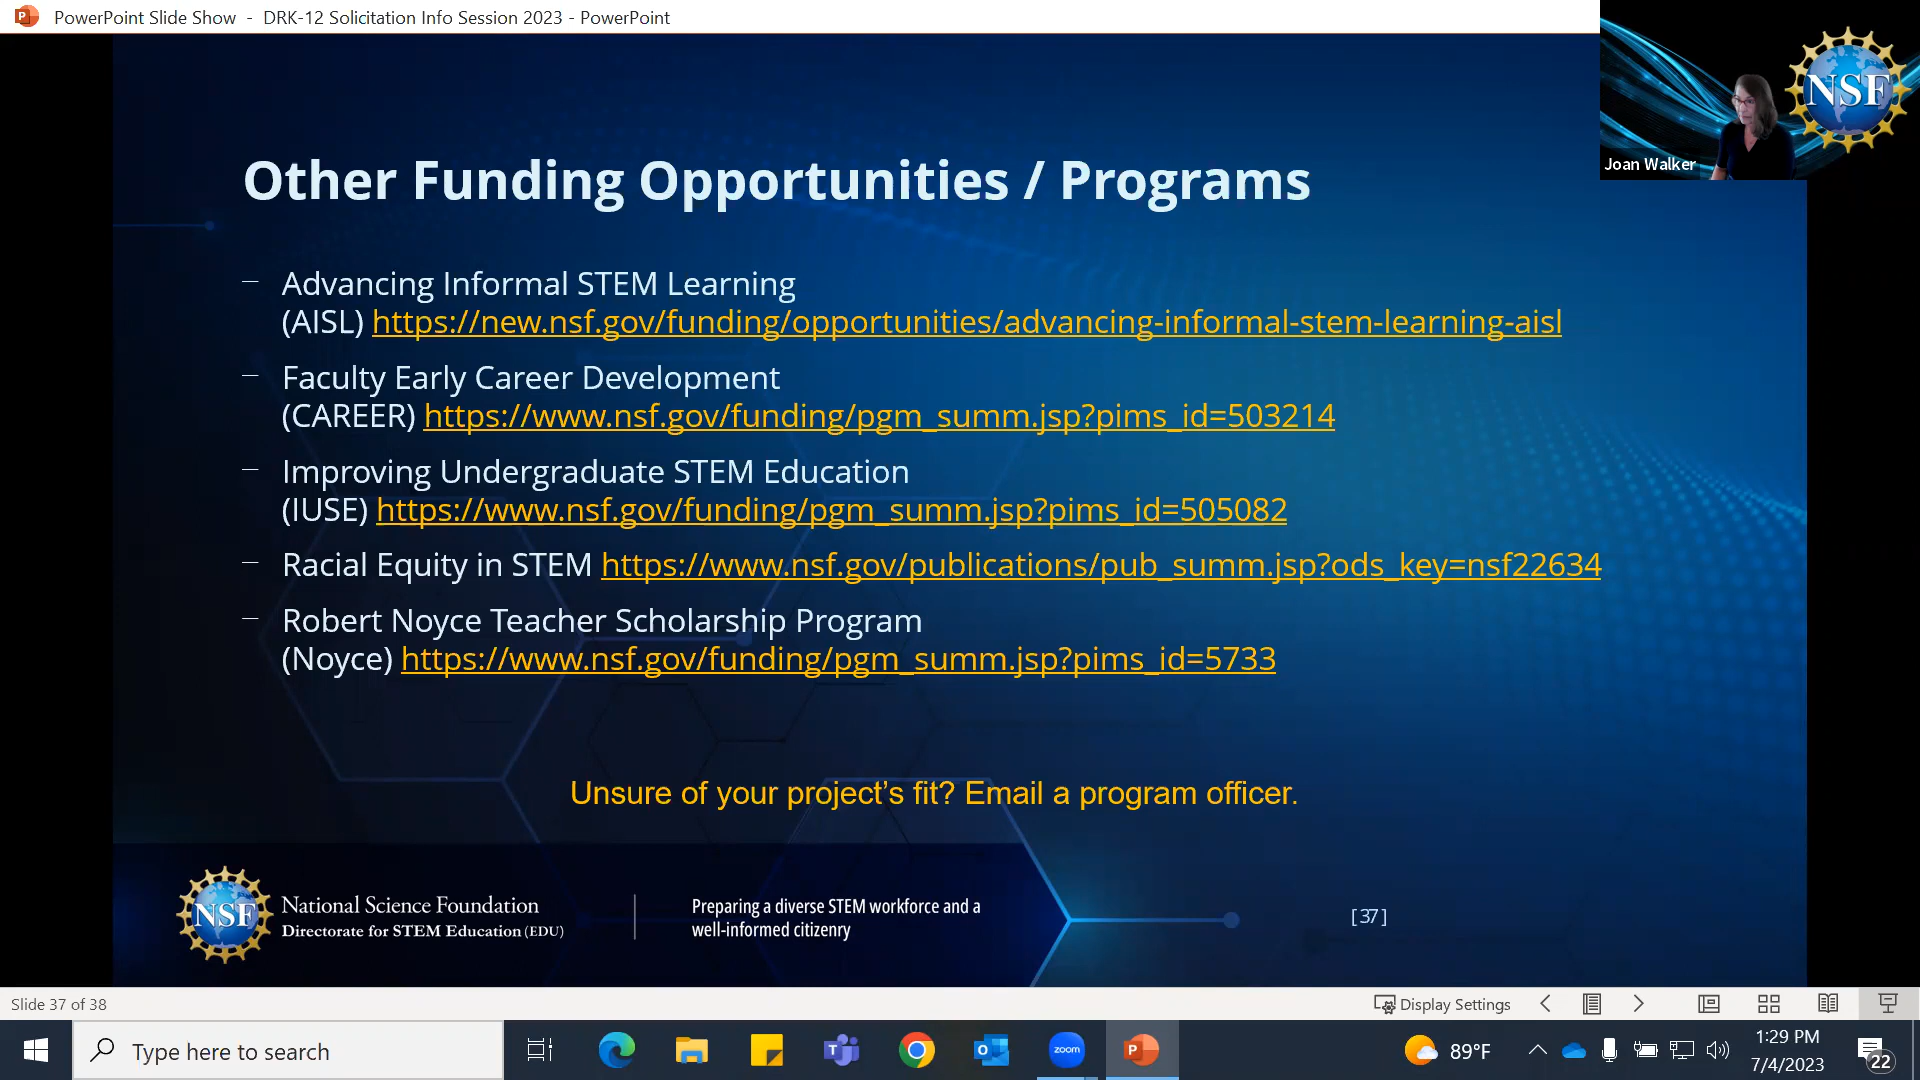 PowerPoint Slide Show - DRK-12 Solicitation Info Session 2023 - PowerPoint
NSF
Joan Walker
Other Funding Opportunities / Programs
– Advancing Informal STEM Learning
(AISL) https://new.nsf.gov/funding/opportunities/advancing-informal-stem-learning-aisl
– Faculty Early Career Development
(CAREER) https://www.nsf.gov/funding/pgm_summ.jsp?pims_id=503214
– Improving Undergraduate STEM Education
(IUSE) https://www.nsf.gov/funding/pgm_summ.jsp?pims_id=505082
– Racial Equity in STEM https://www.nsf.gov/publications/pub_summ.jsp?ods_key=nsf22634
– Robert Noyce Teacher Scholarship Program
(Noyce) https://www.nsf.gov/funding/pgm_summ.jsp?pims_id=5733
Unsure of your project’s fit? Email a program officer.
NSF
National Science Foundation
Directorate for STEM Education (EDU)
Preparing a diverse STEM workforce and a
well-informed citizenry
[37]
Slide 37 of 38
Display Settings
Type here to search
zoom
89°F
1:29 PM
7/4/2023
22